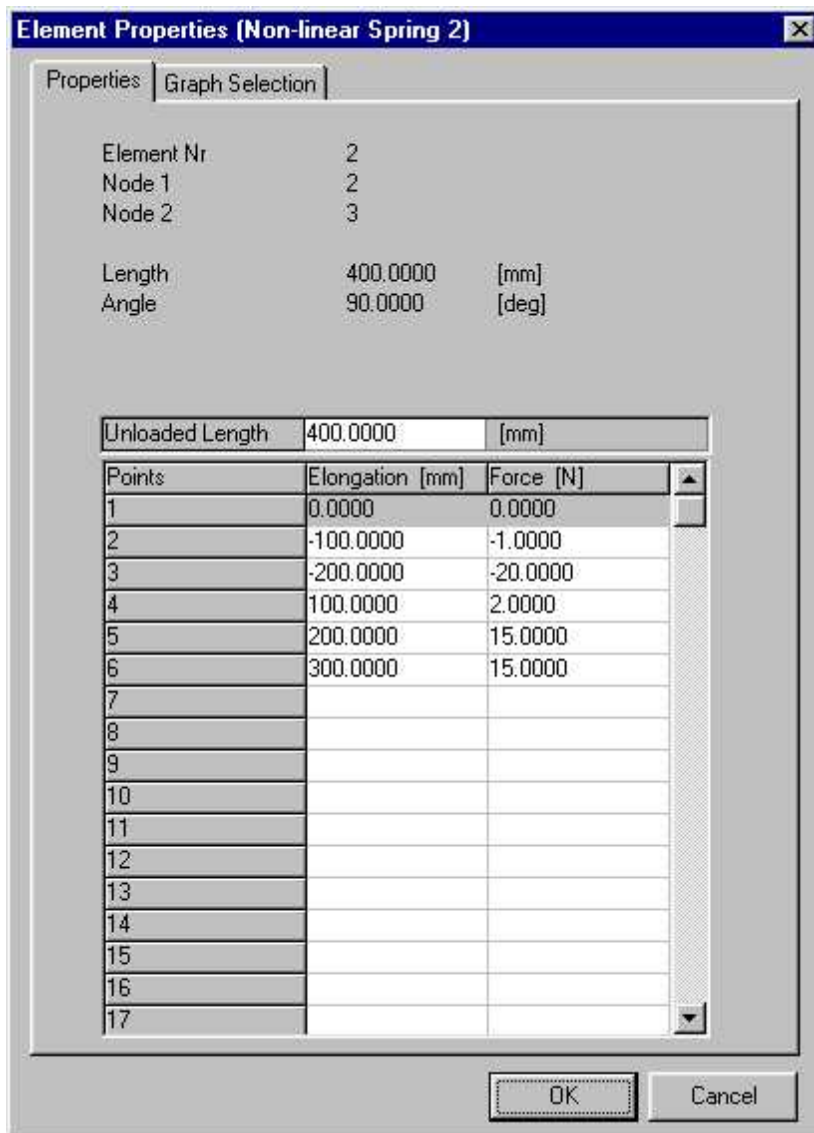 Element Properties (Non-linear Spring 2)
Properties Graph Selection
Element Nr 2
Node 1 2
Node 2 3
Length 400.0000 [mm]
Angle 90.0000 [deg]
Unloaded Length 400.0000 [mm]
Points Elongation [mm] Force [N]
1 0.0000 0.0000
2 -100.0000 -1.0000
3 -200.0000 -20.0000
4 100.0000 2.0000
5 200.0000 15.0000
6 300.0000 15.0000
7
8
9
10
11
12
13
14
15
16
17
OK Cancel